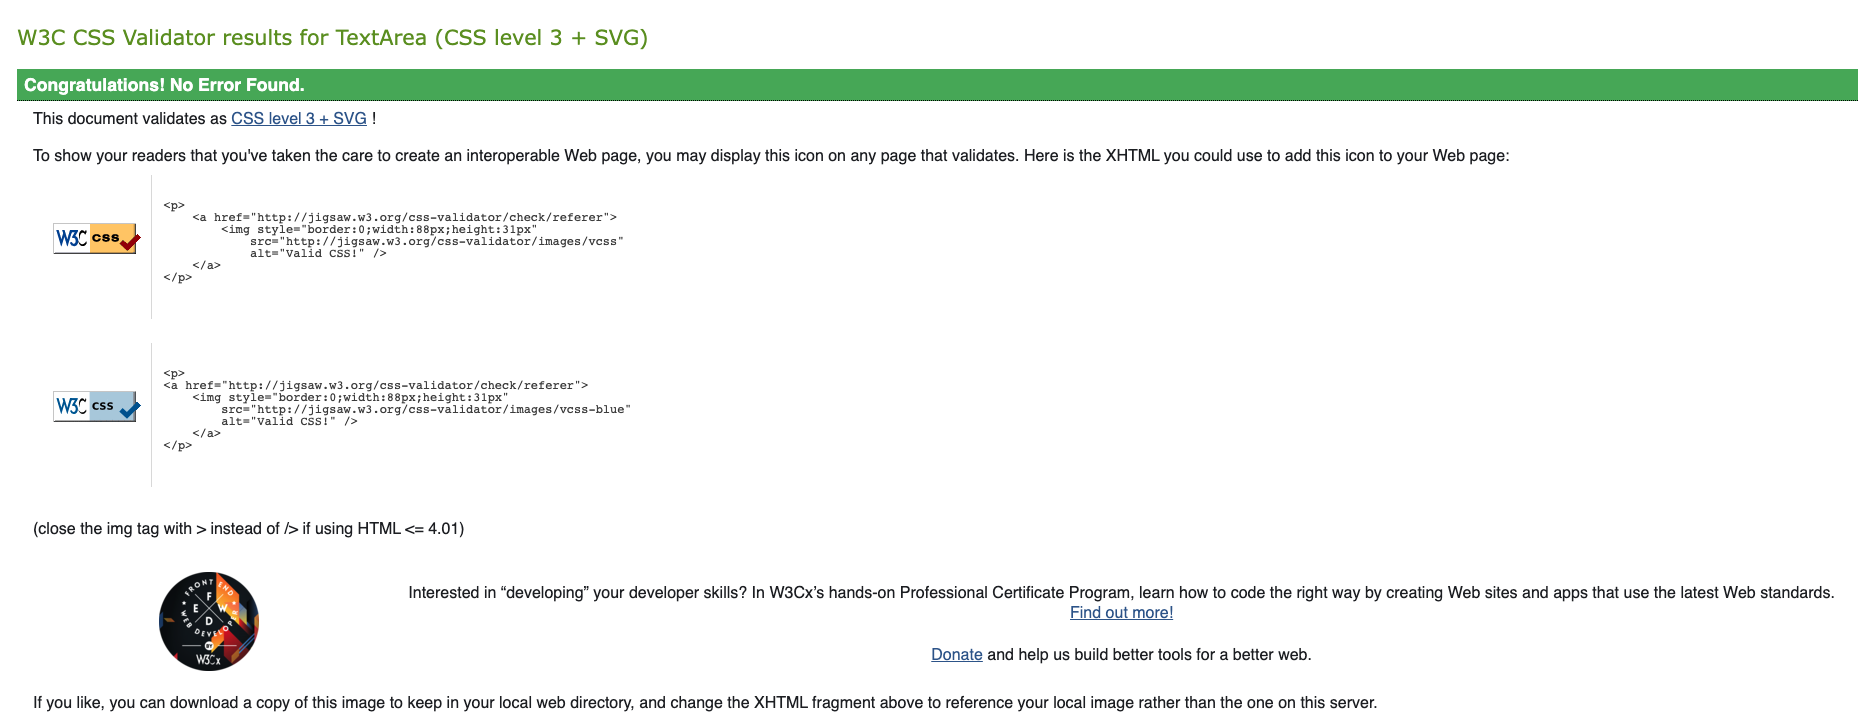 W3C CSS Validator results for TextArea (CSS level 3 + SVG)
Congratulations! No Error Found.
This document validates as CSS level 3 + SVG !
To show your readers that you've taken the care to create an interoperable Web page, you may display this icon on any page that validates. Here is the XHTML you could use to add this icon to your Web page:
W3C css
<p>
<a href="http://jigsaw.w3.org/css-validator/check/referer">
<img style="border:0;width:88px;height:31px"
src="http://jigsaw.w3.org/css-validator/images/vcss"
alt="Valid CSS!" />
</a>
</p>
W3C css
<p>
<a href="http://jigsaw.w3.org/css-validator/check/referer">
<img style="border:0;width:88px;height:31px"
src="http://jigsaw.w3.org/css-validator/images/vcss-blue"
alt="Valid CSS!" />
</a>
</p>
(close the img tag with > instead of /> if using HTML <= 4.01)
FRONT END
F
E W
D
WEB DEVELOPER
W3Cx
Interested in “developing” your developer skills? In W3Cx’s hands-on Professional Certificate Program, learn how to code the right way by creating Web sites and apps that use the latest Web standards.
Find out more!
Donate and help us build better tools for a better web.
If you like, you can download a copy of this image to keep in your local web directory, and change the XHTML fragment above to reference your local image rather than the one on this server.